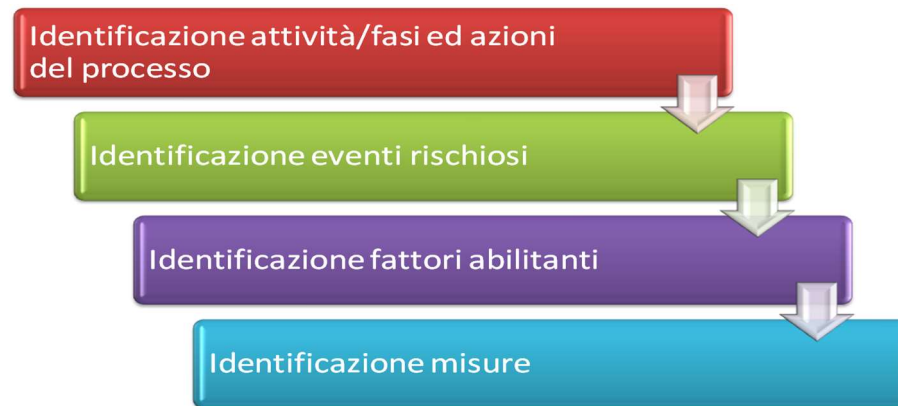 Identificazione attività/fasi ed azioni
del processo
Identificazione eventi rischiosi
Identificazione fattori abilitanti
Identificazione misure